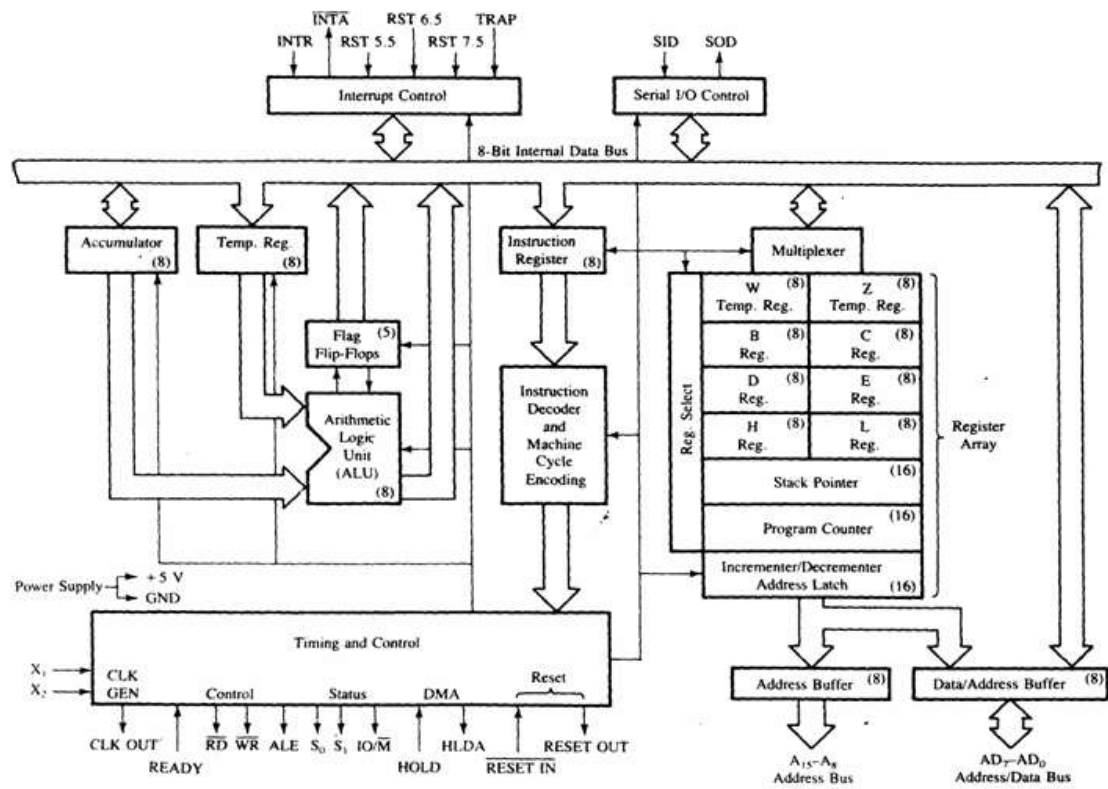 INTA
RST 6.5 TRAP
INTR RST 5.5 RST 7.5
SID SOD
Interrupt Control
Serial I/O Control
8-Bit Internal Data Bus
Accumulator
(8)
Temp. Reg.
(8)
Instruction
Register
(8)
Multiplexer
W (8)
Temp. Reg.
Z (8)
Temp. Reg.
B (8)
Reg.
C (8)
Reg.
D (8)
Reg.
E (8)
Reg.
H (8)
Reg.
L (8)
Reg.
Reg. Select
Register
Array
(16)
Stack Pointer
(16)
Program Counter
Incrementer/Decrementer
Address Latch
(16)
(5)
Flag
Flip-Flops
Arithmetic
Logic
Unit
(ALU)
(8)
Instruction
Decoder
and
Machine
Cycle
Encoding
Power Supply
+5 V
GND
Timing and Control
X₁
X₂
CLK
GEN
Control
Status
DMA
Reset
CLK OUT
READY
RD WR ALE S₀ S₁ IO/M
HOLD
HLDA
RESET IN
RESET OUT
Address Buffer (8)
Data/Address Buffer (8)
A₁₅–A₈
Address Bus
AD₇–AD₀
Address/Data Bus